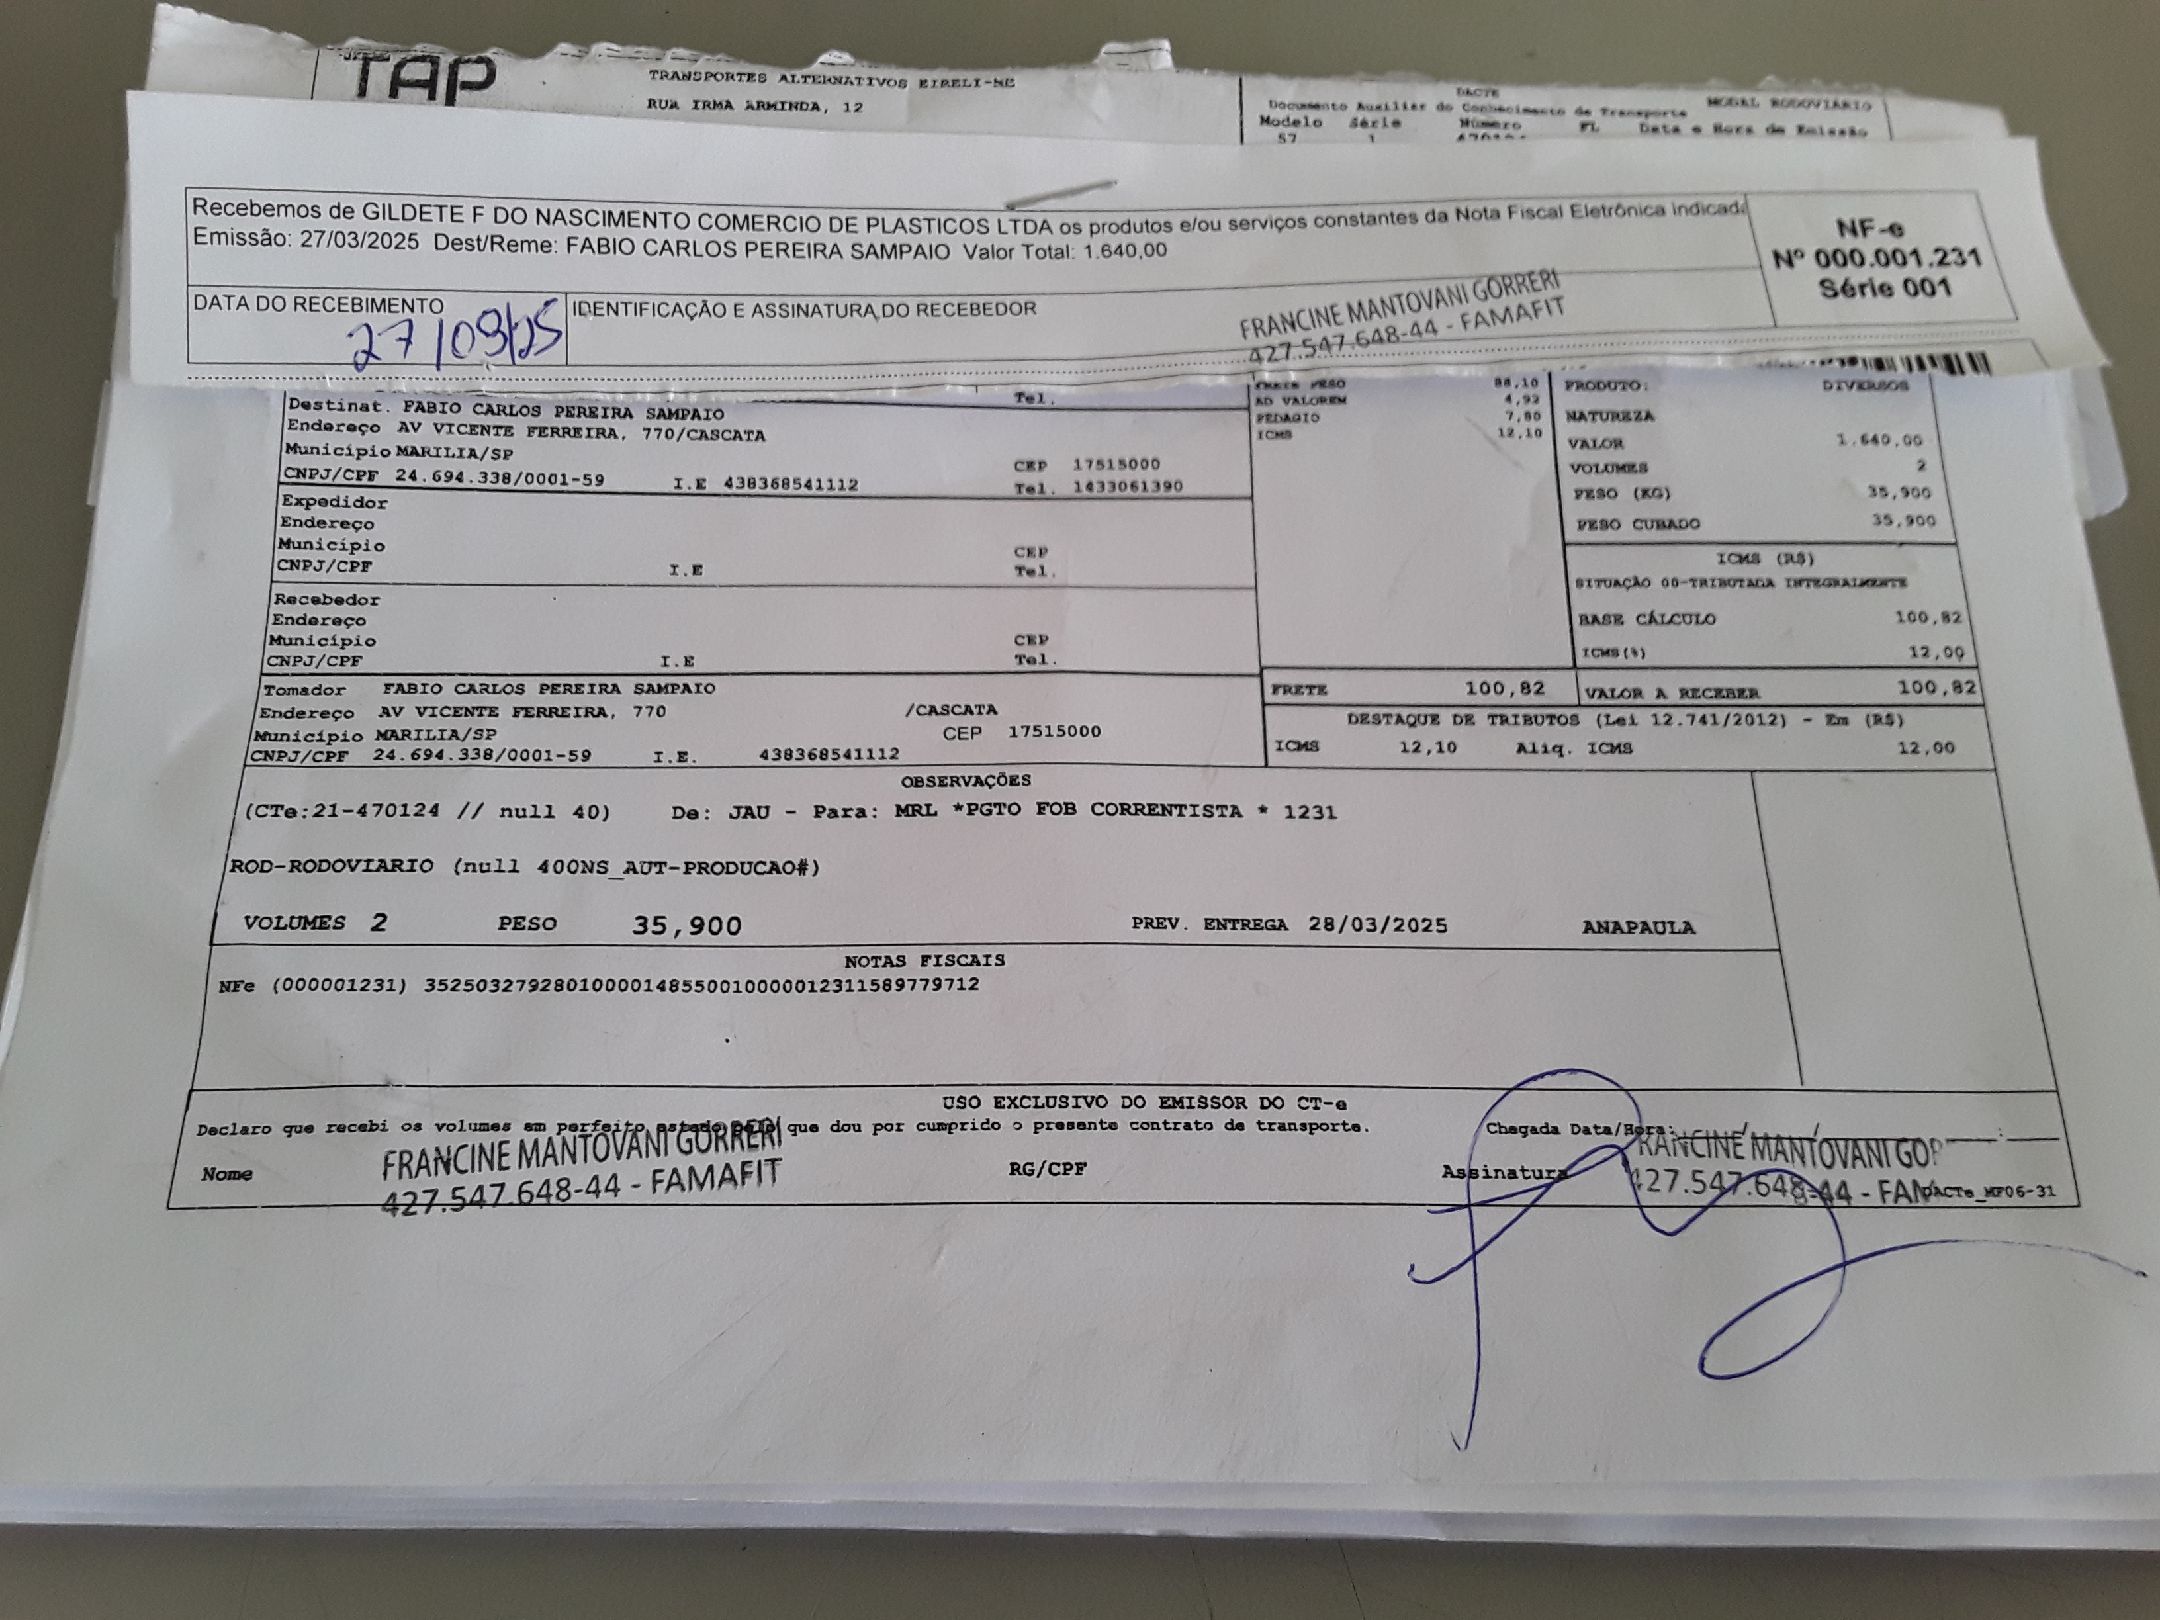 TAP
TRANSPORTES ALTERNATIVOS EIRELI-ME
RUA IRMA ARMINDA, 12
DACTE MODAL RODOVIÁRIO
Documento Auxiliar do Conhecimento de Transporte
Modelo Série Número FL Data e Hora de Emissão
57 1
Recebemos de GILDETE F DO NASCIMENTO COMERCIO DE PLASTICOS LTDA os produtos e/ou serviços constantes da Nota Fiscal Eletrônica indicada
Emissão: 27/03/2025 Dest/Reme: FABIO CARLOS PEREIRA SAMPAIO Valor Total: 1.640,00
NF-e
Nº 000.001.231
Série 001
DATA DO RECEBIMENTO
IDENTIFICAÇÃO E ASSINATURA DO RECEBEDOR
FRANCINE MANTOVANI GORRERI
427.547.648-44 - FAMAFIT
Tel.
Destinat. FABIO CARLOS PEREIRA SAMPAIO
Endereço AV VICENTE FERREIRA, 770/CASCATA
Município MARILIA/SP CEP 17515000
CNPJ/CPF 24.694.338/0001-59 I.E 438368541112 Tel. 1433061390
Expedidor
Endereço
Município CEP
CNPJ/CPF I.E Tel.
Recebedor
Endereço
Município CEP
CNPJ/CPF I.E Tel.
Tomador FABIO CARLOS PEREIRA SAMPAIO
Endereço AV VICENTE FERREIRA, 770 /CASCATA
Município MARILIA/SP CEP 17515000
CNPJ/CPF 24.694.338/0001-59 I.E. 438368541112
FRETE PESO
AD VALOREM 4,92
PEDAGIO 7,80
ICMS 12,10
PRODUTO: DIVERSOS
NATUREZA
VALOR 1.640,00
VOLUMES 2
PESO (KG) 35,900
PESO CUBADO 35,900
ICMS (R$)
SITUAÇÃO 00-TRIBUTADA INTEGRALMENTE
BASE CÁLCULO 100,82
ICMS(%) 12,00
FRETE 100,82 VALOR A RECEBER 100,82
DESTAQUE DE TRIBUTOS (Lei 12.741/2012) - Em (R$)
ICMS 12,10 Aliq. ICMS 12,00
OBSERVAÇÕES
(CTe:21-470124 // null 40) De: JAU - Para: MRL *PGTO FOB CORRENTISTA * 1231
ROD-RODOVIARIO (null 400NS_AUT-PRODUCAO#)
VOLUMES 2 PESO 35,900 PREV. ENTREGA 28/03/2025 ANAPAULA
NOTAS FISCAIS
NFe (000001231) 35250327928010000148550010000012311589779712
USO EXCLUSIVO DO EMISSOR DO CT-e
Declaro que recebi os volumes em perfeito estado pelo que dou por cumprido o presente contrato de transporte. Chegada Data/Hora: __/__/__ __:__
Nome RG/CPF Assinatura
FRANCINE MANTOVANI GORRERI
427.547.648-44 - FAMAFIT
RANCINE MANTOVANI GOR
427.547.648-44 - FAM
DACTe_MF06-31